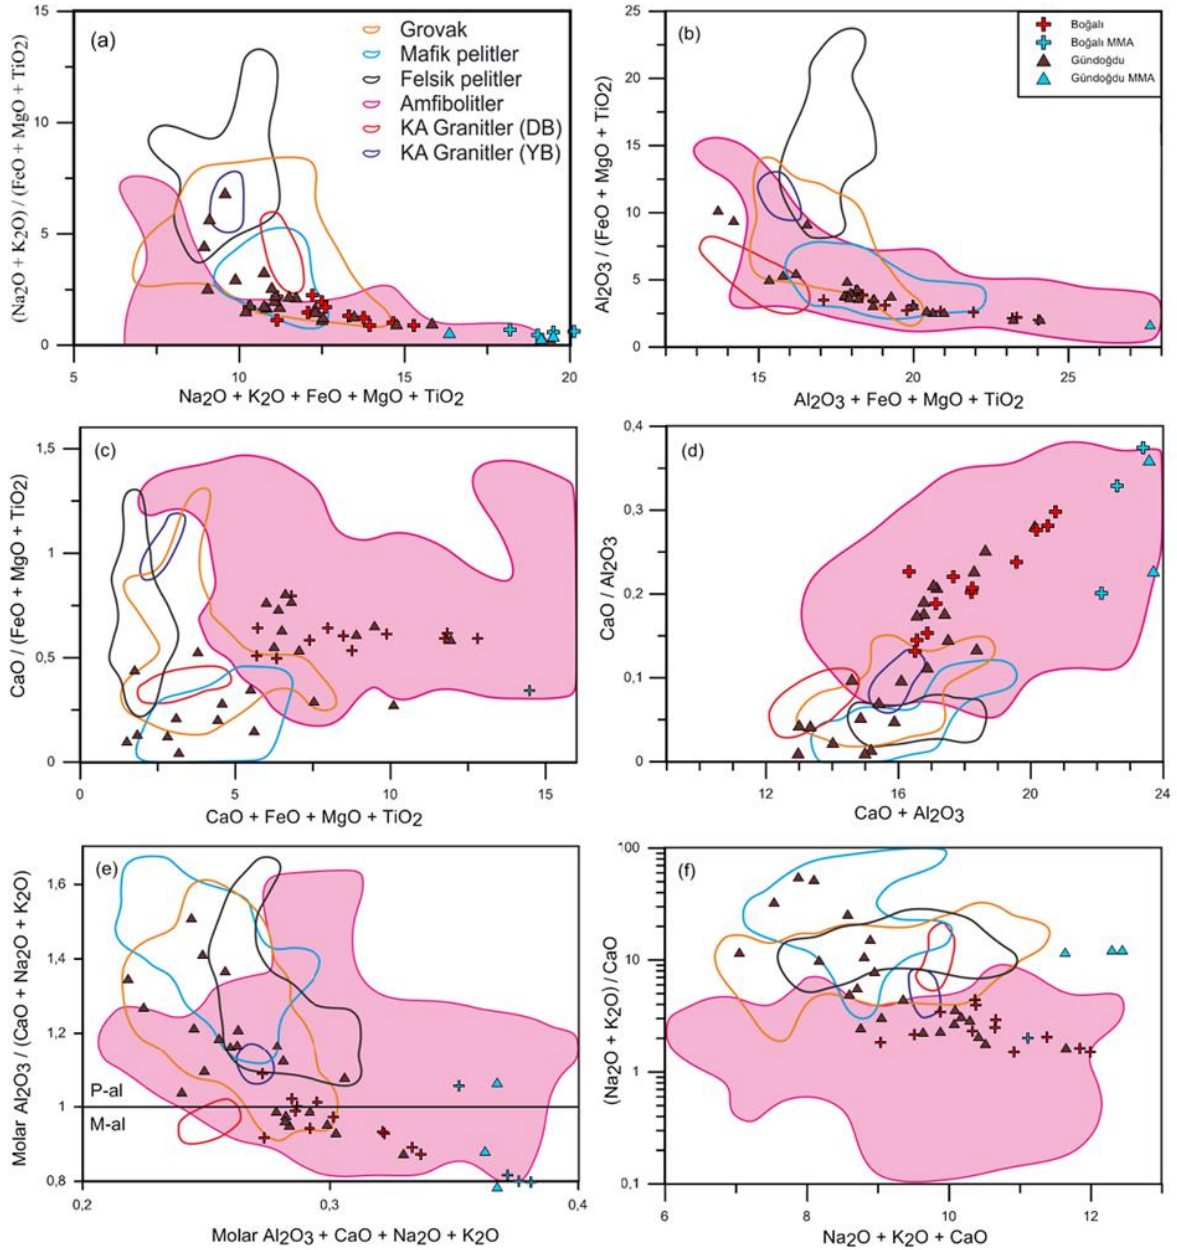 (a)
Grovak
Mafik pelitler
Felsik pelitler
Amfibolitler
KA Granitler (DB)
KA Granitler (YB)
15
10
5
0
5
10
15
20
(Na2O + K2O) / (FeO + MgO + TiO2)
Na2O + K2O + FeO + MgO + TiO2
(b)
Boğalı
Boğalı MMA
Gündoğdu
Gündoğdu MMA
25
20
15
10
5
0
15
20
25
Al2O3 / (FeO + MgO + TiO2)
Al2O3 + FeO + MgO + TiO2
(c)
1,5
1
0,5
0
0
5
10
15
CaO / (FeO + MgO + TiO2)
CaO + FeO + MgO + TiO2
(d)
0,4
0,3
0,2
0,1
0
12
16
20
24
CaO / Al2O3
CaO + Al2O3
(e)
1,6
1,4
1,2
1
0,8
P-al
M-al
0,2
0,3
0,4
Molar Al2O3 / (CaO + Na2O + K2O)
Molar Al2O3 + CaO + Na2O + K2O
(f)
100
10
1
0,1
6
8
10
12
(Na2O + K2O) / CaO
Na2O + K2O + CaO